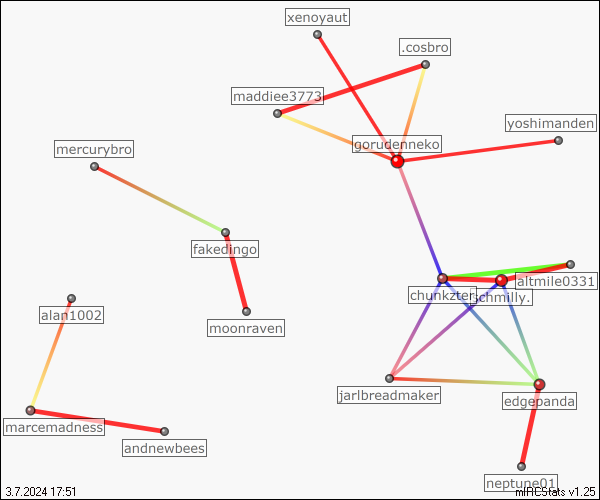 xenoyaut
.cosbro
maddiee3773
yoshimanden
gorudenneko
mercurybro
fakedingo
altmile0331
chunkzter
schmilly.
alan1002
moonraven
jarlbreadmaker
edgepanda
marcemadness
andnewbees
neptune01
3.7.2024 17:51
mIRCStats v1.25